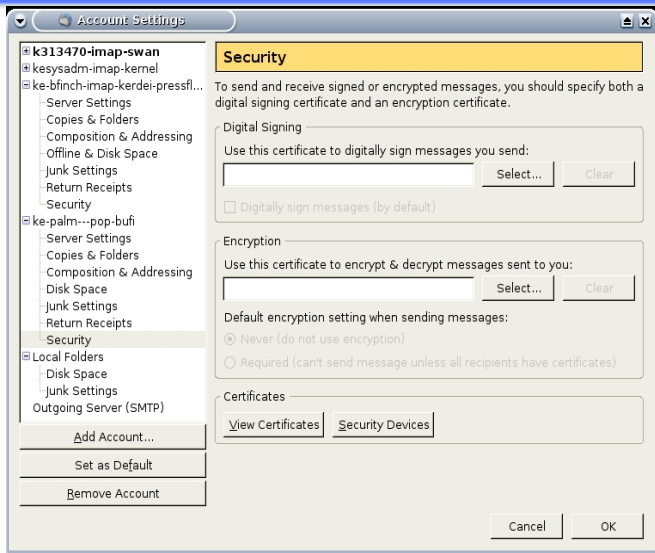 Account Settings
k313470-imap-swan
kesysadm-imap-kernel
ke-bfinch-imap-kerdei-pressfl...
Server Settings
Copies & Folders
Composition & Addressing
Offline & Disk Space
Junk Settings
Return Receipts
Security
ke-palm---pop-bufi
Server Settings
Copies & Folders
Composition & Addressing
Disk Space
Junk Settings
Return Receipts
Security
Local Folders
Disk Space
Junk Settings
Outgoing Server (SMTP)
Add Account...
Set as Default
Remove Account
Security
To send and receive signed or encrypted messages, you should specify both a
digital signing certificate and an encryption certificate.
Digital Signing
Use this certificate to digitally sign messages you send:
Select... Clear
Digitally sign messages (by default)
Encryption
Use this certificate to encrypt & decrypt messages sent to you:
Select... Clear
Default encryption setting when sending messages:
Never (do not use encryption)
Required (can't send message unless all recipients have certificates)
Certificates
View Certificates Security Devices
Cancel OK